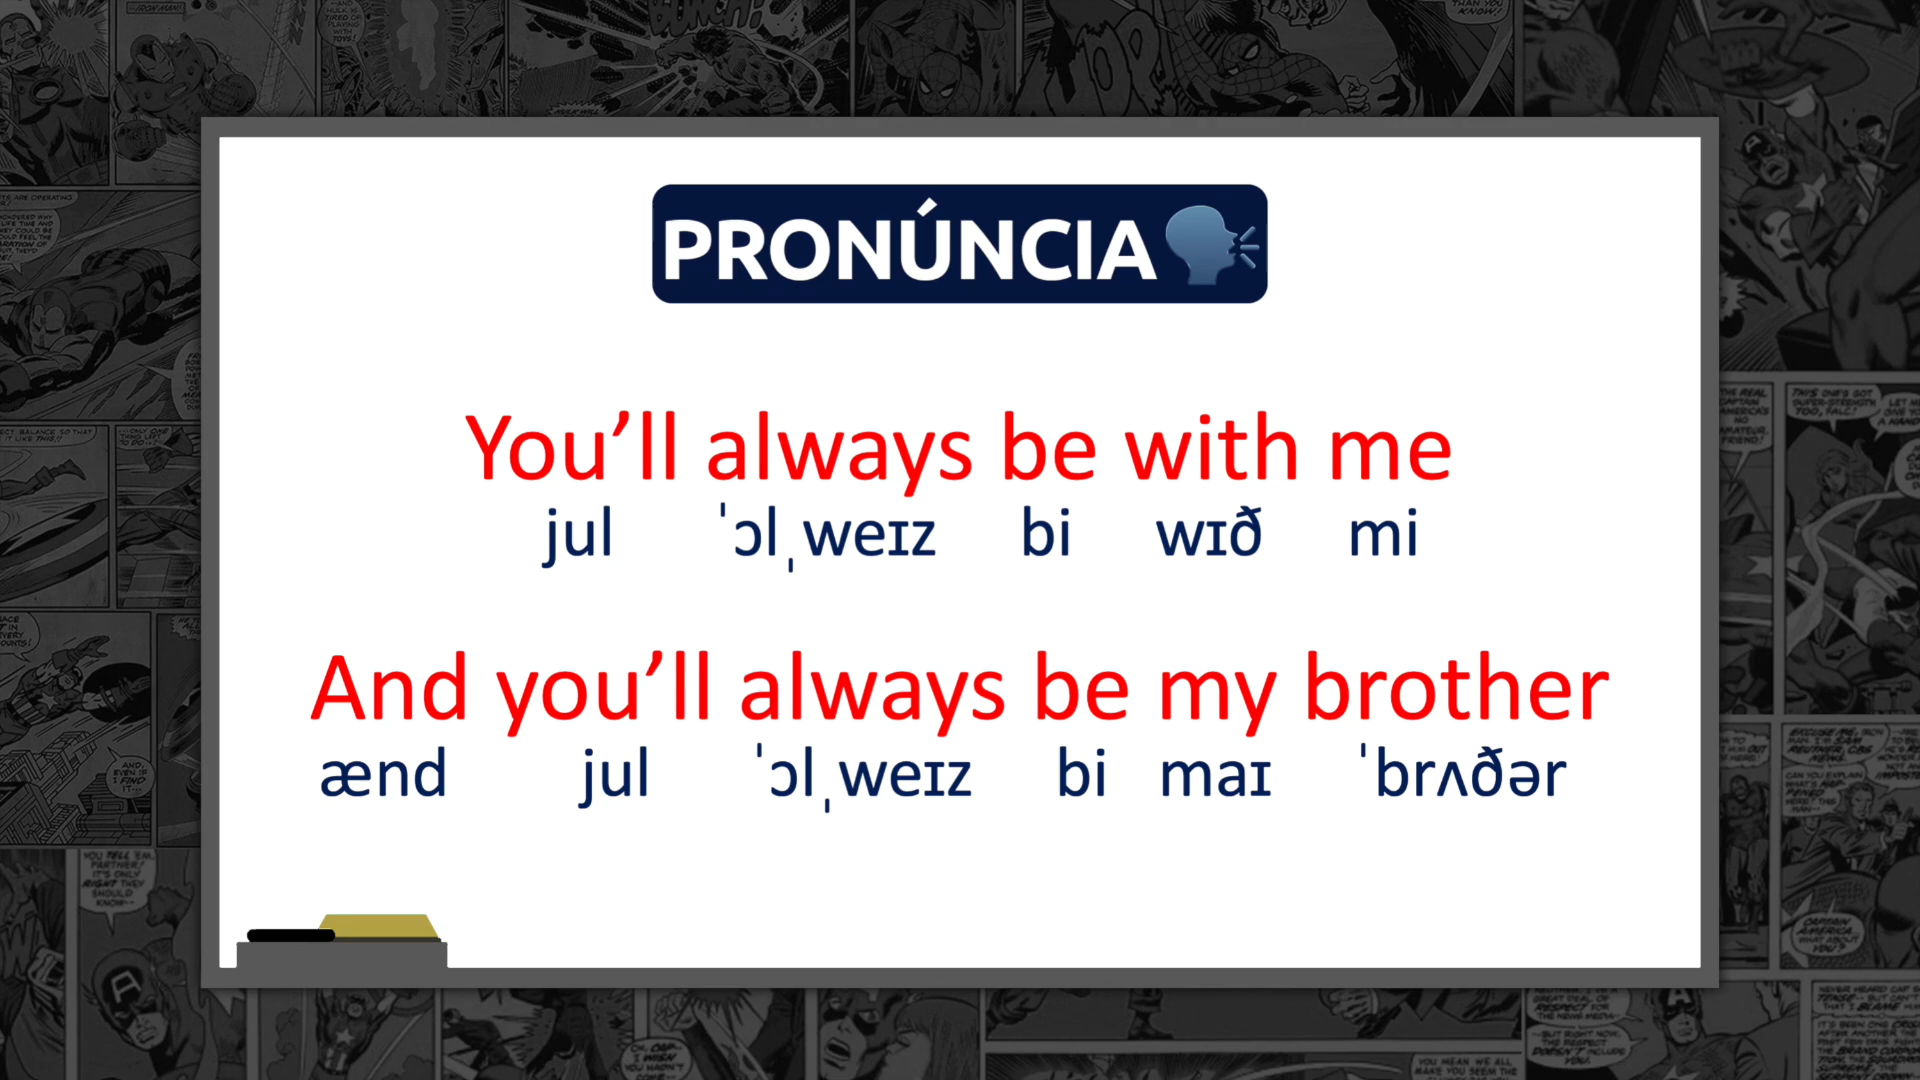 PRONÚNCIA
You’ll always be with me
jul ˈɔlˌweɪz bi wɪð mi
And you’ll always be my brother
ænd jul ˈɔlˌweɪz bi maɪ ˈbrʌðər